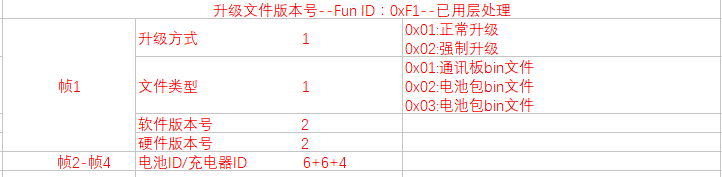 升级文件版本号--Fun ID：0xF1--已用层处理
帧1
升级方式 1
0x01:正常升级
0x02:强制升级
文件类型 1
0x01:通讯板bin文件
0x02:电池包bin文件
0x03:电池包bin文件
软件版本号 2
硬件版本号 2
帧2-帧4 电池ID/充电器ID 6+6+4